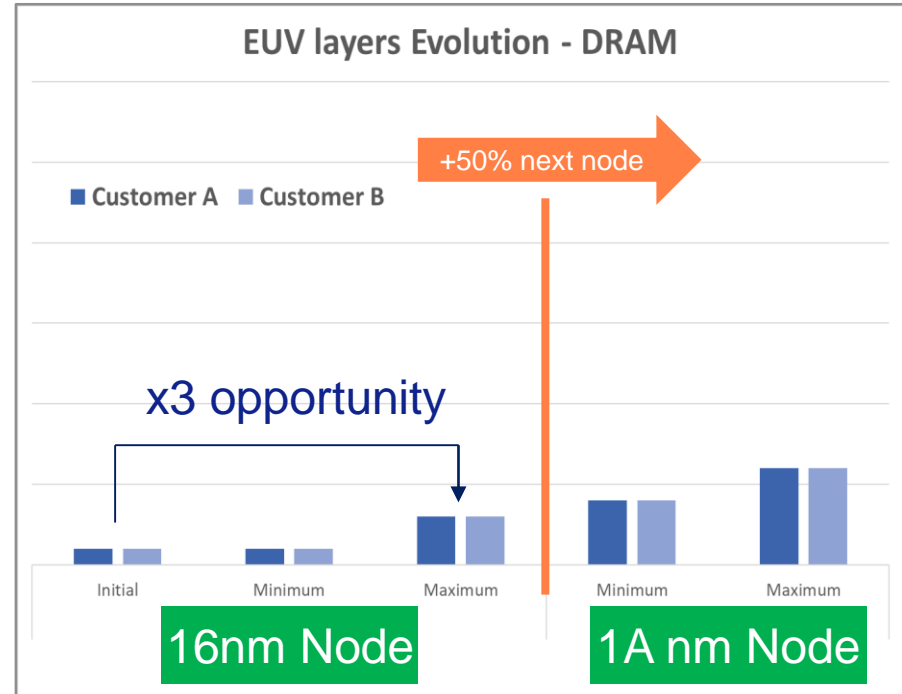 EUV layers Evolution - DRAM
+50% next node
Customer A Customer B
x3 opportunity
Initial Minimum Maximum Minimum Maximum
16nm Node 1A nm Node